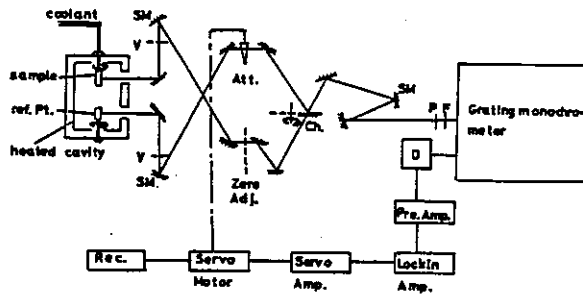 coolant
SM
V
sample
Att.
ref. Pt.
SM
P F
Grating monochro-
meter
Ch.
heated cavity
D
V
SM.
Zero
Adj.
Pre. Amp.
Rec.
Servo
Motor
Servo
Amp.
LockIn
Amp.